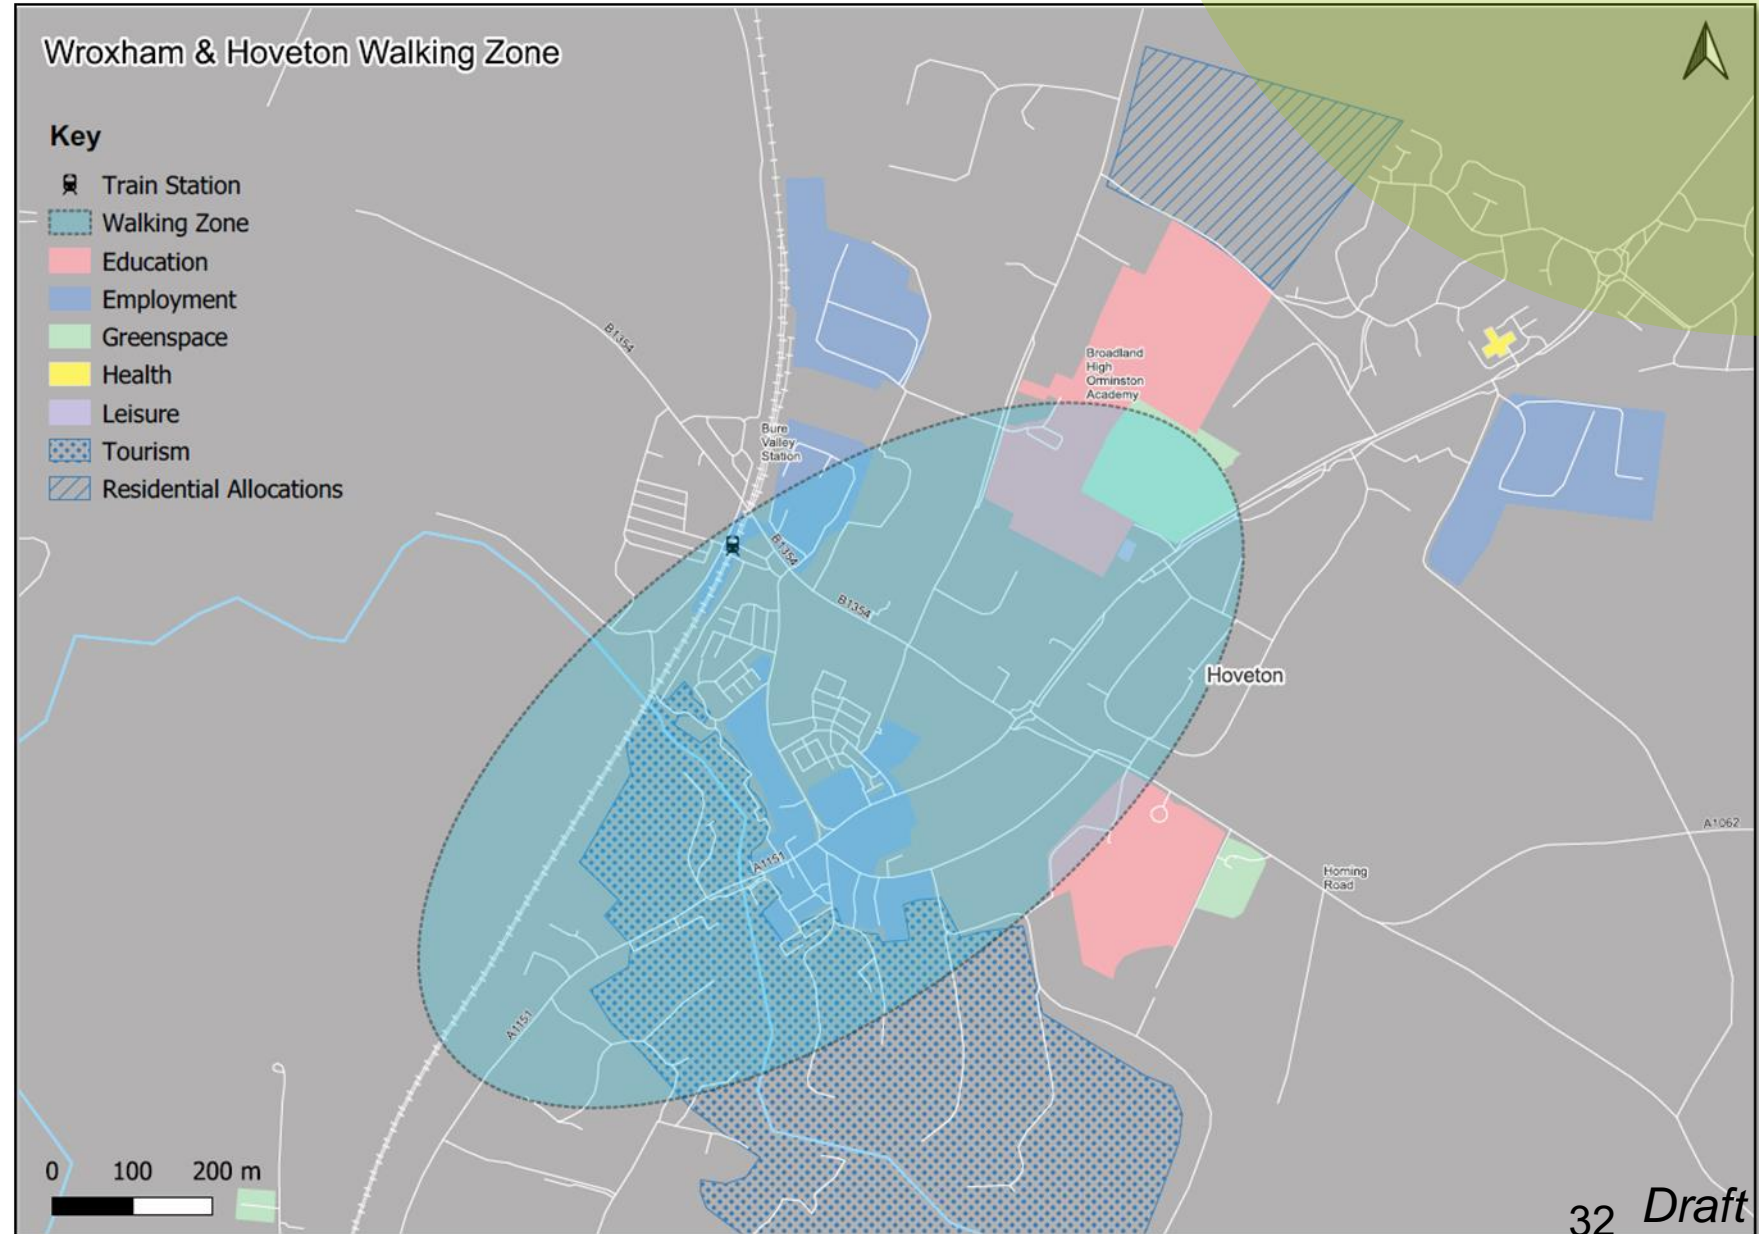 Wroxham & Hoveton Walking Zone
Key
Train Station
Walking Zone
Education
Employment
Greenspace
Health
Leisure
Tourism
Residential Allocations
B1354
Bure
Valley
Station
Broadland
High
Orminston
Academy
B1354
B1354
Hoveton
A1151
A1151
A1062
Horning
Road
0 100 200 m
32 Draft